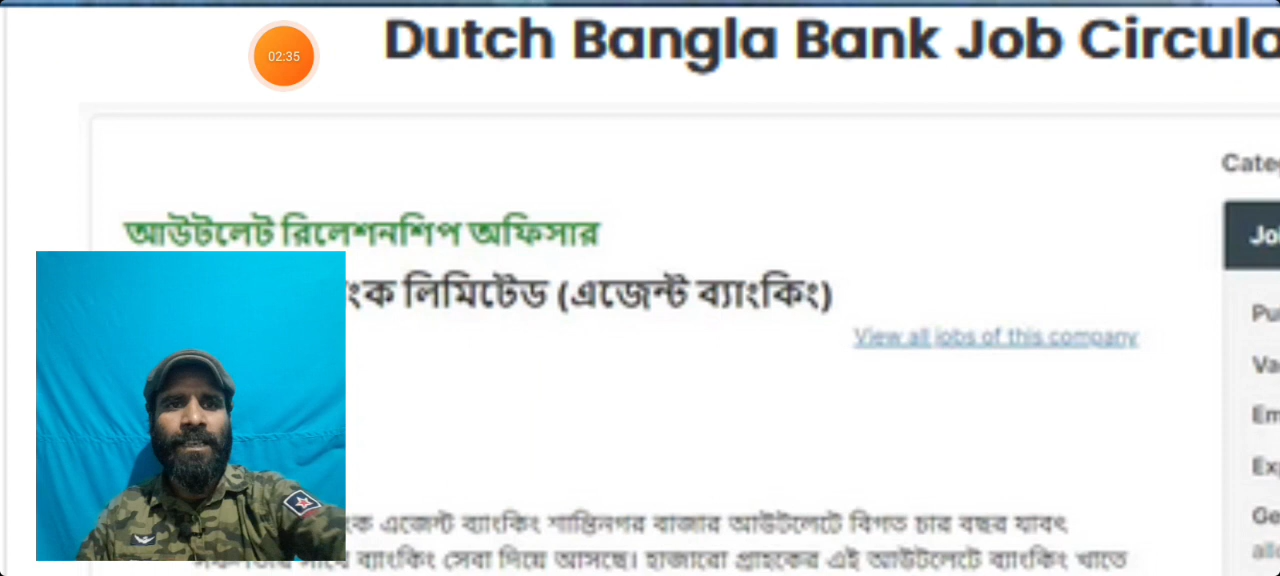 Dutch Bangla Bank Job Circula
02:35
Cate
আউটলেট রিলেশনশিপ অফিসার
Jo
ংক লিমিটেড (এজেন্ট ব্যাংকিং)
Pu
View all jobs of this company
Va
Em
Exp
Ge
ংক এজেন্ট ব্যাংকিং শান্তিনগর বাজার আউটলেটে বিগত চার বছর যাবৎ
ব্যাংকিং সেবা দিয়ে আসছে। হাজারো গ্রাহকের এই আউটলেটে ব্যাংকিং খাতে